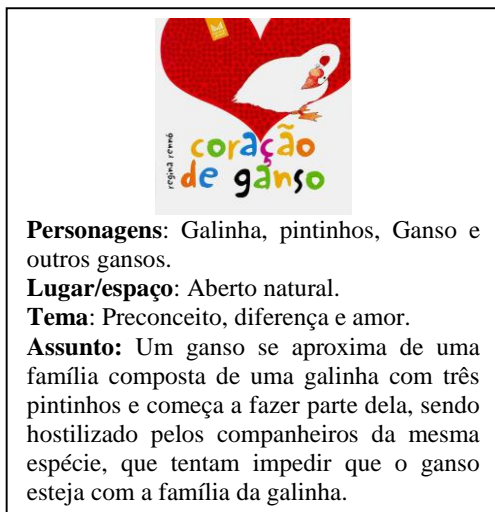 regina rennó
coração
de ganso
Personagens: Galinha, pintinhos, Ganso e
outros gansos.
Lugar/espaço: Aberto natural.
Tema: Preconceito, diferença e amor.
Assunto: Um ganso se aproxima de uma
família composta de uma galinha com três
pintinhos e começa a fazer parte dela, sendo
hostilizado pelos companheiros da mesma
espécie, que tentam impedir que o ganso
esteja com a família da galinha.